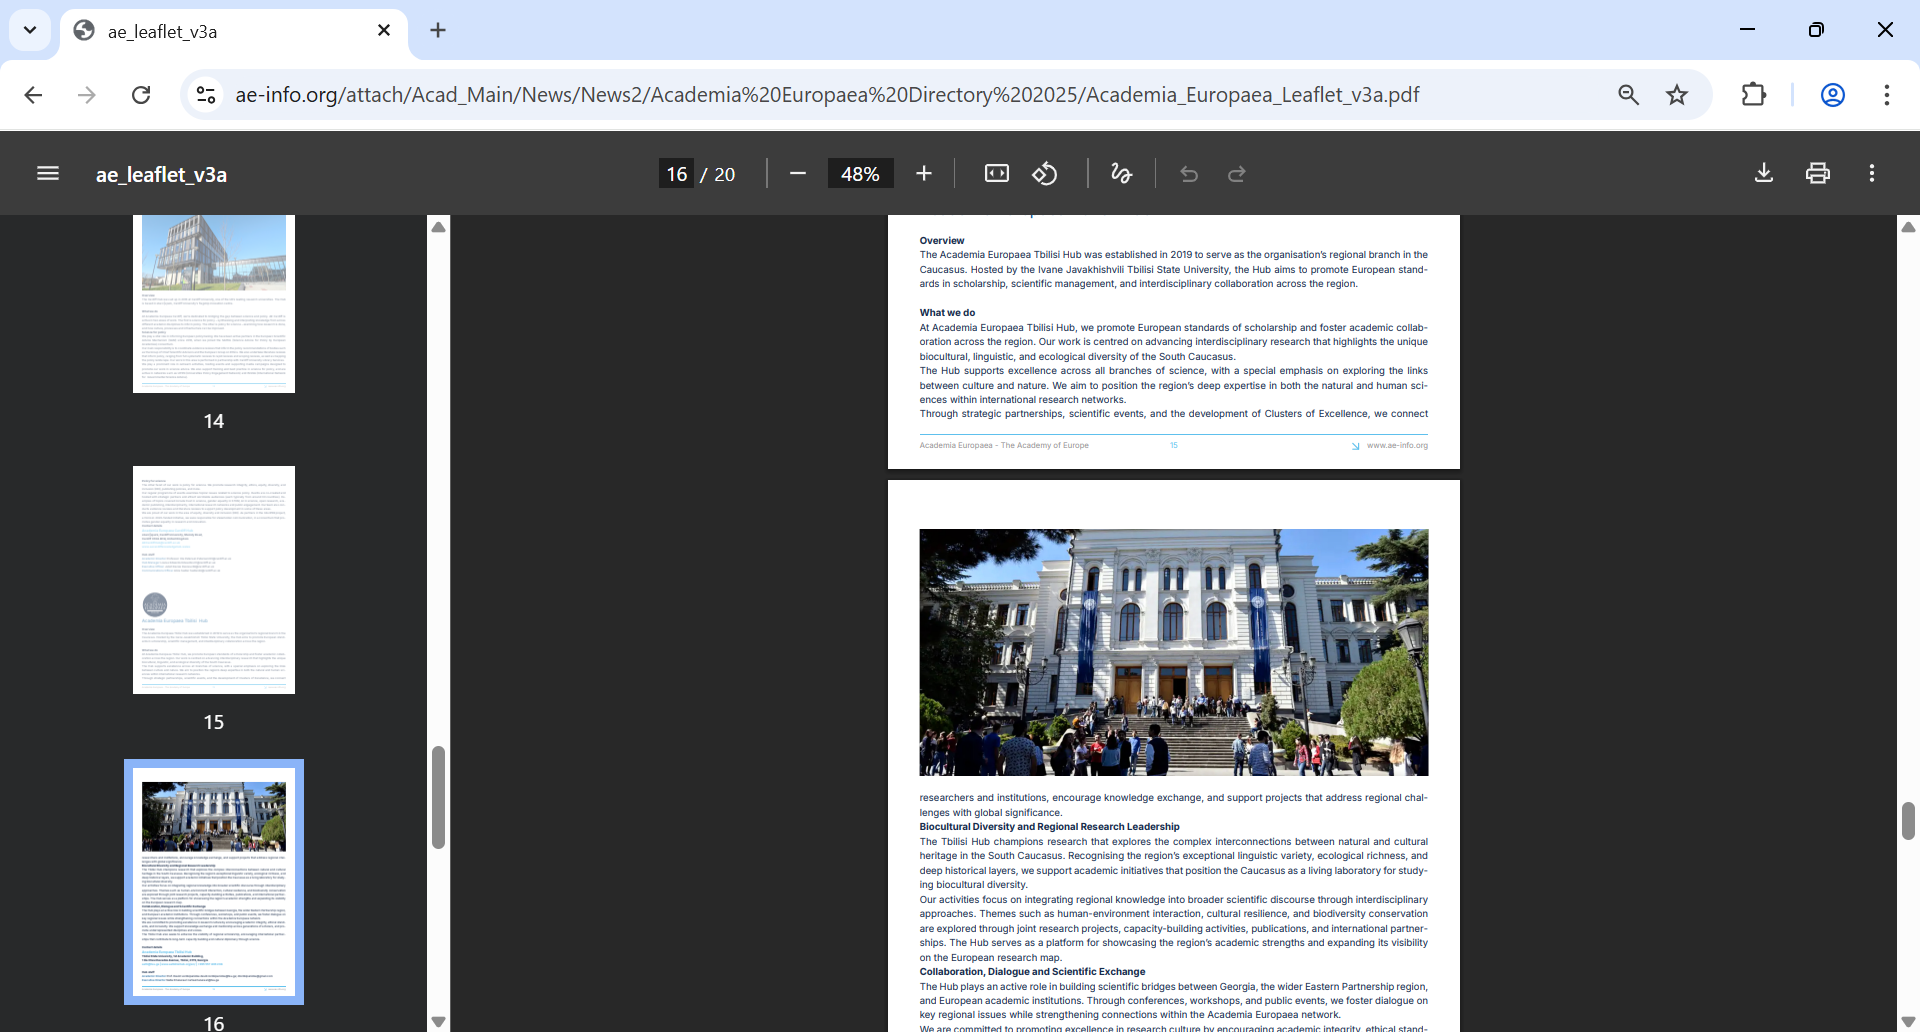 ae_leaflet_v3a
ae-info.org/attach/Acad_Main/News/News2/Academia%20Europaea%20Directory%202025/Academia_Europaea_Leaflet_v3a.pdf
ae_leaflet_v3a
16 / 20
48%
14
15
16
Overview
The Academia Europaea Tbilisi Hub was established in 2019 to serve as the organisation's regional branch in the
Caucasus. Hosted by the Ivane Javakhishvili Tbilisi State University, the Hub aims to promote European stand-
ards in scholarship, scientific management, and interdisciplinary collaboration across the region.
What we do
At Academia Europaea Tbilisi Hub, we promote European standards of scholarship and foster academic collab-
oration across the region. Our work is centred on advancing interdisciplinary research that highlights the unique
biocultural, linguistic, and ecological diversity of the South Caucasus.
The Hub supports excellence across all branches of science, with a special emphasis on exploring the links
between culture and nature. We aim to position the region's deep expertise in both the natural and human sci-
ences within international research networks.
Through strategic partnerships, scientific events, and the development of Clusters of Excellence, we connect
Academia Europaea - The Academy of Europe
15
www.ae-info.org
researchers and institutions, encourage knowledge exchange, and support projects that address regional chal-
lenges with global significance.
Biocultural Diversity and Regional Research Leadership
The Tbilisi Hub champions research that explores the complex interconnections between natural and cultural
heritage in the South Caucasus. Recognising the region's exceptional linguistic variety, ecological richness, and
deep historical layers, we support academic initiatives that position the Caucasus as a living laboratory for study-
ing biocultural diversity.
Our activities focus on integrating regional knowledge into broader scientific discourse through interdisciplinary
approaches. Themes such as human-environment interaction, cultural resilience, and biodiversity conservation
are explored through joint research projects, capacity-building activities, publications, and international partner-
ships. The Hub serves as a platform for showcasing the region's academic strengths and expanding its visibility
on the European research map.
Collaboration, Dialogue and Scientific Exchange
The Hub plays an active role in building scientific bridges between Georgia, the wider Eastern Partnership region,
and European academic institutions. Through conferences, workshops, and public events, we foster dialogue on
key regional issues while strengthening connections within the Academia Europaea network.
We are committed to promoting excellence in research culture by encouraging academic integrity, ethical stand-